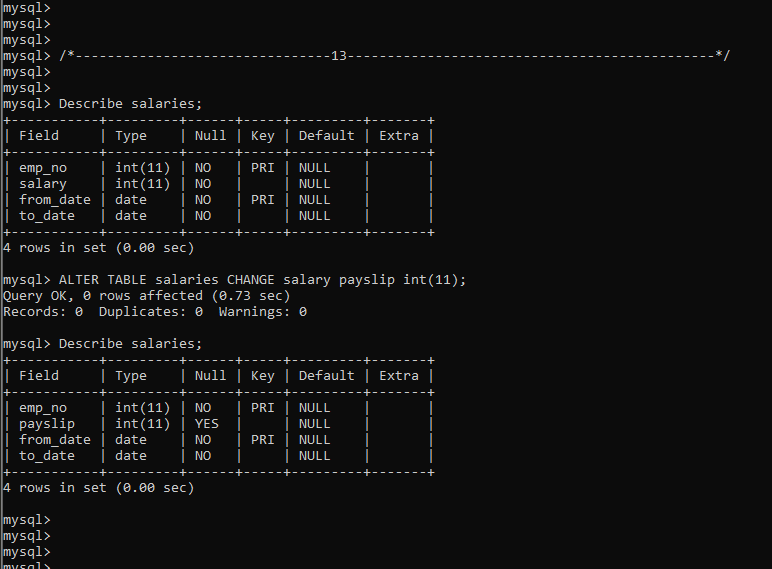 mysql>
mysql>
mysql>
mysql> /*--------------------------------13----------------------------------------------*/
mysql>
mysql>
mysql> Describe salaries;
+-----------+---------+------+-----+---------+-------+
| Field     | Type    | Null | Key | Default | Extra |
+-----------+---------+------+-----+---------+-------+
| emp_no    | int(11) | NO   | PRI | NULL    |       |
| salary    | int(11) | NO   |     | NULL    |       |
| from_date | date    | NO   | PRI | NULL    |       |
| to_date   | date    | NO   |     | NULL    |       |
+-----------+---------+------+-----+---------+-------+
4 rows in set (0.00 sec)
mysql> ALTER TABLE salaries CHANGE salary payslip int(11);
Query OK, 0 rows affected (0.73 sec)
Records: 0  Duplicates: 0  Warnings: 0
mysql> Describe salaries;
+-----------+---------+------+-----+---------+-------+
| Field     | Type    | Null | Key | Default | Extra |
+-----------+---------+------+-----+---------+-------+
| emp_no    | int(11) | NO   | PRI | NULL    |       |
| payslip   | int(11) | YES  |     | NULL    |       |
| from_date | date    | NO   | PRI | NULL    |       |
| to_date   | date    | NO   |     | NULL    |       |
+-----------+---------+------+-----+---------+-------+
4 rows in set (0.00 sec)
mysql>
mysql>
mysql>
mysql>